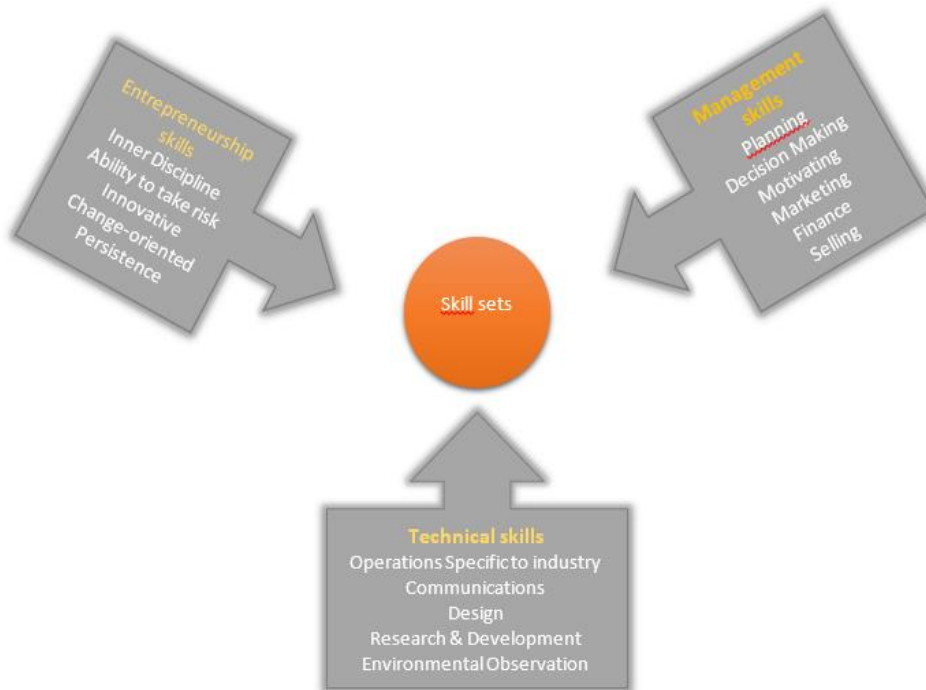 Entrepreneurship
skills
Inner Discipline
Ability to take risk
Innovative
Change-oriented
Persistence
Management
skills
Planning
Decision Making
Motivating
Marketing
Finance
Selling
Skill sets
Technical skills
Operations Specific to industry
Communications
Design
Research & Development
Environmental Observation